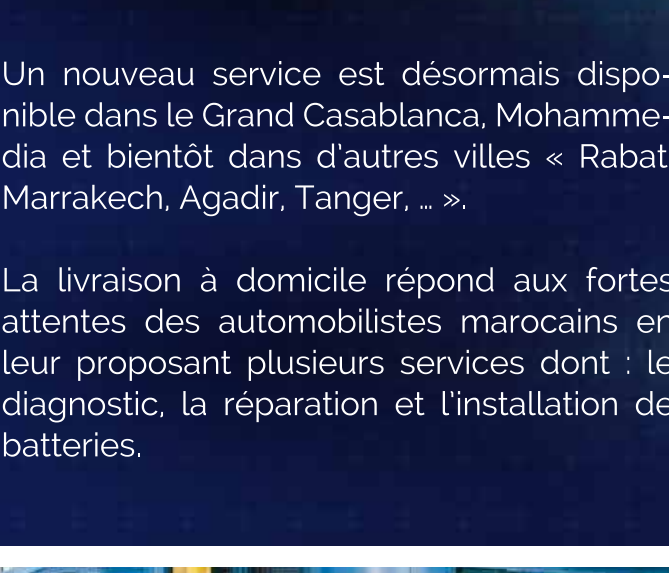 Un nouveau service est désormais dispo-
nible dans le Grand Casablanca, Mohamme-
dia et bientôt dans d'autres villes « Rabat
Marrakech, Agadir, Tanger, ... ».
La livraison à domicile répond aux fortes
attentes des automobilistes marocains en
leur proposant plusieurs services dont : le
diagnostic, la réparation et l'installation de
batteries.